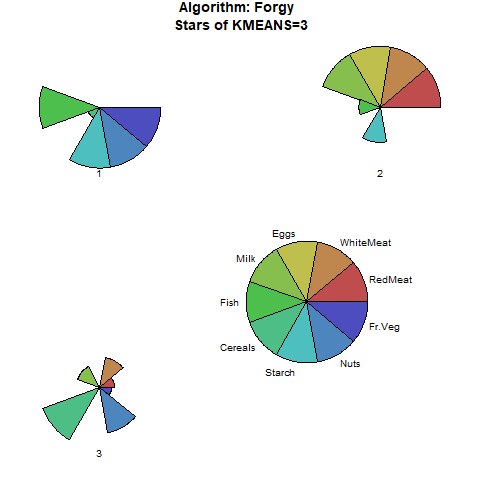 Algorithm: Forgy
Stars of KMEANS=3
1
2
Eggs
WhiteMeat
Milk
RedMeat
Fish
Fr.Veg
Cereals
Nuts
Starch
3